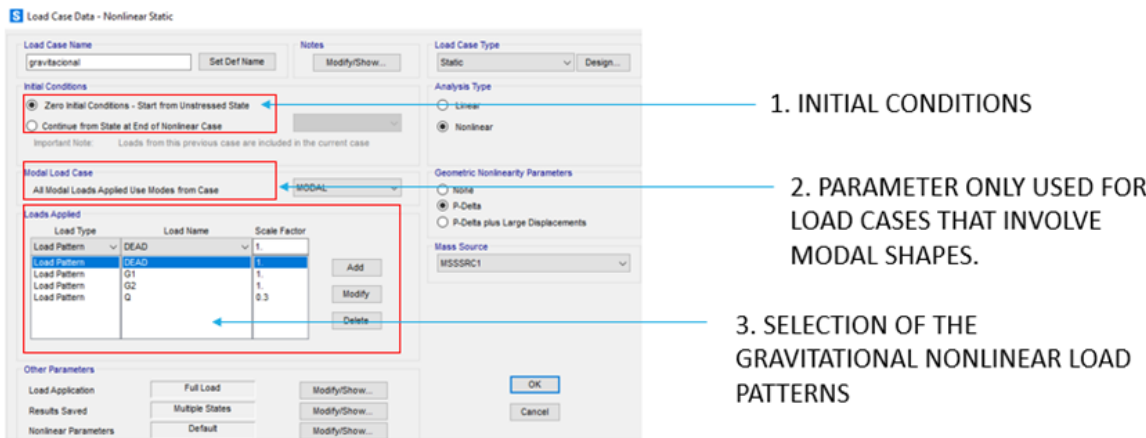 S Load Case Data - Nonlinear Static
Load Case Name
gravitacional
Set Def Name
Notes
Modify/Show...
Load Case Type
Static
Design...
Initial Conditions
Zero Initial Conditions - Start from Unstressed State
Continue from State at End of Nonlinear Case
Important Note: Loads from this previous case are included in the current case
Analysis Type
Linear
Nonlinear
Modal Load Case
All Modal Loads Applied Use Modes from Case
MODAL
Geometric Nonlinearity Parameters
None
P-Delta
P-Delta plus Large Displacements
Loads Applied
Load Type Load Name Scale Factor
Load Pattern DEAD 1.
Load Pattern DEAD 1.
Load Pattern G1 1.
Load Pattern G2 1.
Load Pattern Q 0.3
Add
Modify
Delete
Mass Source
MSSSRC1
Other Parameters
Load Application Full Load Modify/Show...
Results Saved Multiple States Modify/Show...
Nonlinear Parameters Default Modify/Show...
OK
Cancel
1. INITIAL CONDITIONS
2. PARAMETER ONLY USED FOR
LOAD CASES THAT INVOLVE
MODAL SHAPES.
3. SELECTION OF THE
GRAVITATIONAL NONLINEAR LOAD
PATTERNS